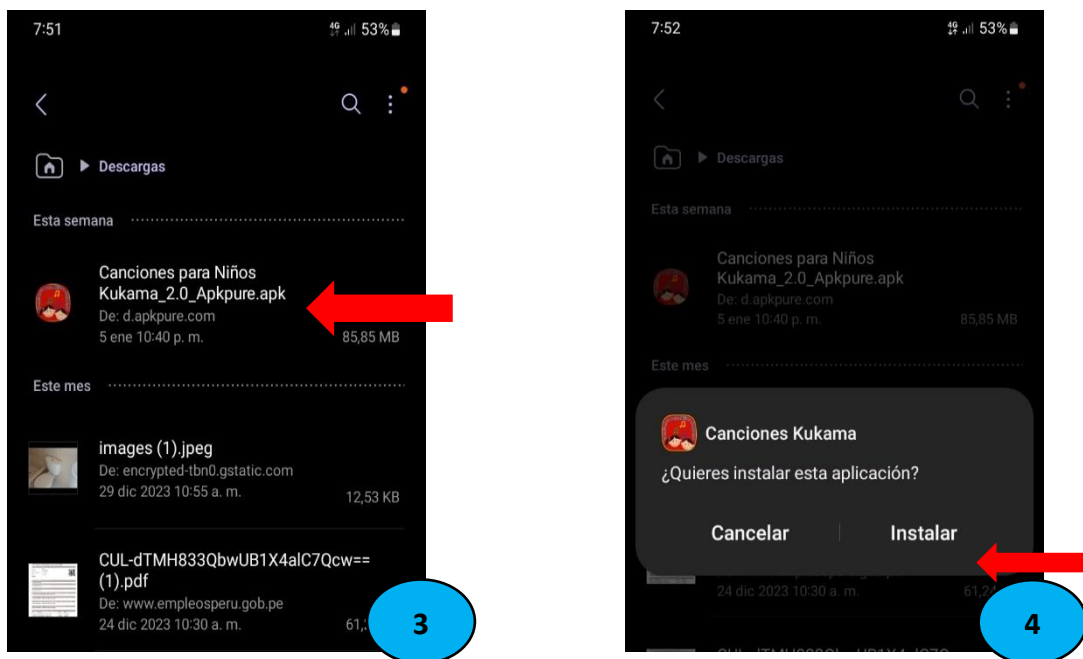 7:51
4G 53%
Descargas
Esta semana
Canciones para Niños
Kukama_2.0_Apkpure.apk
De: d.apkpure.com
5 ene 10:40 p. m.
85,85 MB
Este mes
images (1).jpeg
De: encrypted-tbn0.gstatic.com
29 dic 2023 10:55 a. m.
12,53 KB
CUL-dTMH833QbwUB1X4alC7Qcw==
(1).pdf
De: www.empleosperu.gob.pe
24 dic 2023 10:30 a. m.
3
7:52
4G 53%
Descargas
Esta semana
Canciones para Niños
Kukama_2.0_Apkpure.apk
De: d.apkpure.com
5 ene 10:40 p. m.
85,85 MB
Este mes
Canciones Kukama
¿Quieres instalar esta aplicación?
Cancelar Instalar
24 dic 2023 10:30 a. m.
4